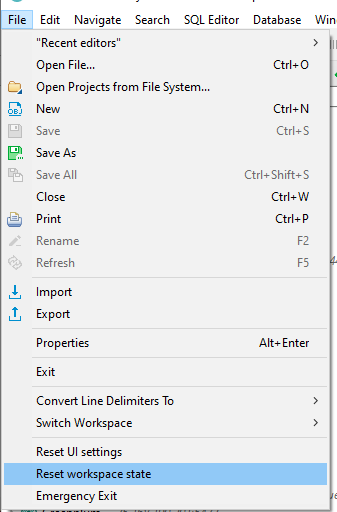 File Edit Navigate Search SQL Editor Database
"Recent editors"
Open File... Ctrl+O
Open Projects from File System...
New Ctrl+N
Save Ctrl+S
Save As
Save All Ctrl+Shift+S
Close Ctrl+W
Print Ctrl+P
Rename F2
Refresh F5
Import
Export
Properties Alt+Enter
Exit
Convert Line Delimiters To
Switch Workspace
Reset UI settings
Reset workspace state
Emergency Exit